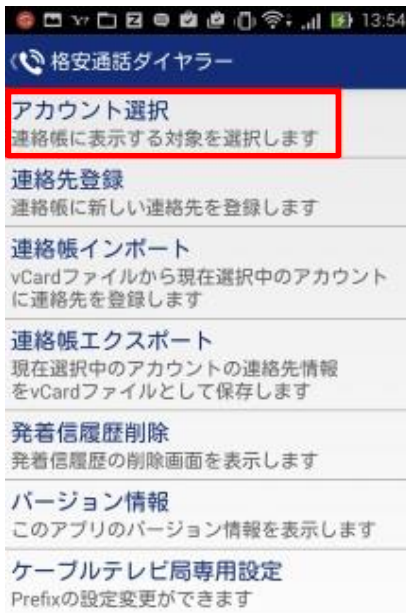 13:54
格安通話ダイヤラー
アカウント選択
連絡帳に表示する対象を選択します
連絡先登録
連絡帳に新しい連絡先を登録します
連絡帳インポート
vCardファイルから現在選択中のアカウント
に連絡先を登録します
連絡帳エクスポート
現在選択中のアカウントの連絡先情報
をvCardファイルとして保存します
発着信履歴削除
発着信履歴の削除画面を表示します
バージョン情報
このアプリのバージョン情報を表示します
ケーブルテレビ局専用設定
Prefixの設定変更ができます